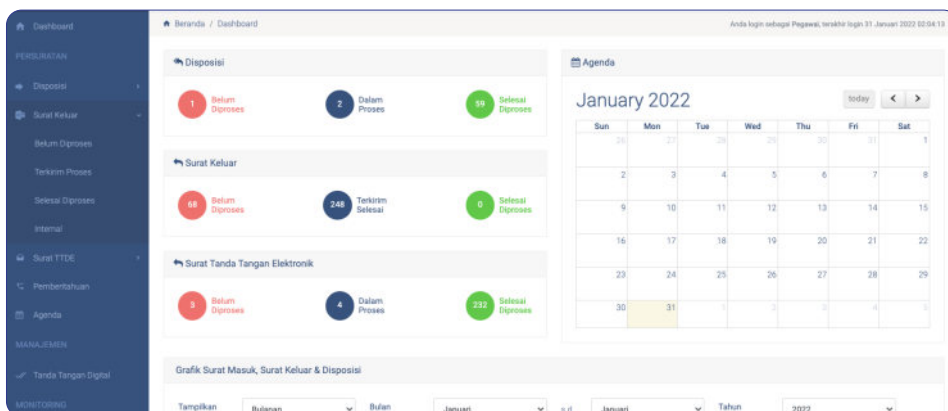 Dashboard
PERSURATAN
Disposisi
Surat Keluar
Belum Diproses
Terkirim Proses
Selesai Diproses
Internal
Surat TTDE
Pemberitahuan
Agenda
MANAJEMEN
Tanda Tangan Digital
MONITORING
Beranda / Dashboard
Anda login sebagai Pegawai, terakhir login 31 Januari 2022 02:04:13
Disposisi
1 Belum Diproses
2 Dalam Proses
59 Selesai Diproses
Surat Keluar
68 Belum Diproses
248 Terkirim Selesai
0 Selesai Diproses
Surat Tanda Tangan Elektronik
3 Belum Diproses
4 Dalam Proses
232 Selesai Diproses
Agenda
January 2022
today < >
Sun Mon Tue Wed Thu Fri Sat
26 27 28 29 30 31 1
2 3 4 5 6 7 8
9 10 11 12 13 14 15
16 17 18 19 20 21 22
23 24 25 26 27 28 29
30 31 1 2 3 4 5
Grafik Surat Masuk, Surat Keluar & Disposisi
Tampilkan Bulanan Bulan Januari s.d Januari Tahun 2022